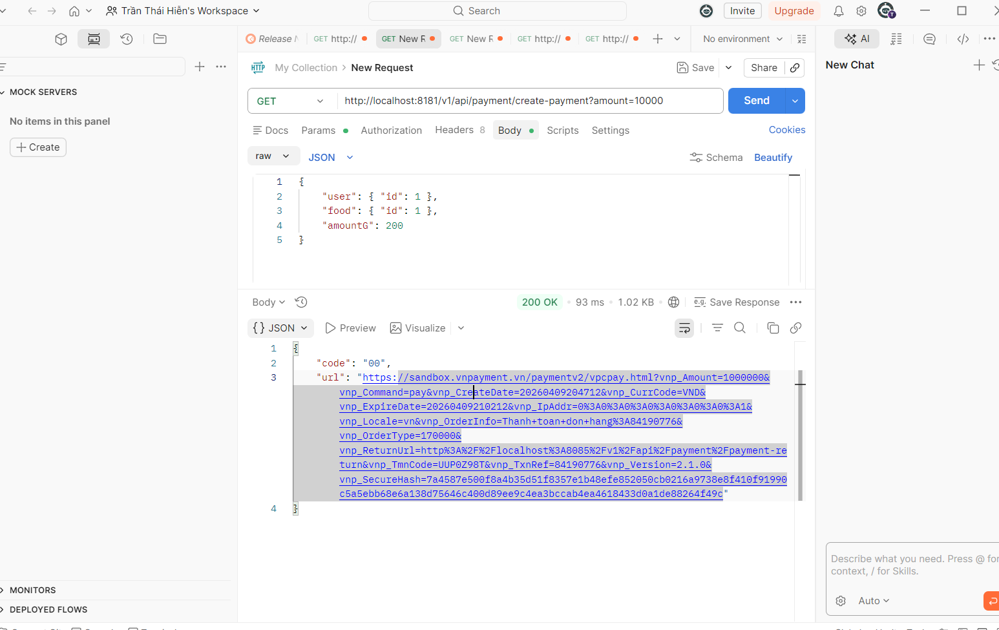 Trần Thái Hiễn's Workspace
Search
Invite
Upgrade
T
Release
GET http://
GET New R
GET New R
GET http://
GET http://
No environment
AI
HTTP My Collection > New Request
Save
Share
New Chat
MOCK SERVERS
No items in this panel
Create
GET
http://localhost:8181/v1/api/payment/create-payment?amount=10000
Send
Docs
Params
Authorization
Headers 8
Body
Scripts
Settings
Cookies
raw
JSON
Schema
Beautify
1 {
2 "user": { "id": 1 },
3 "food": { "id": 1 },
4 "amountG": 200
5 }
Body
200 OK
93 ms
1.02 KB
e.g. Save Response
{} JSON
Preview
Visualize
1 {
2 "code": "00",
3 "url": "https://sandbox.vnpayment.vn/paymentv2/vpcpay.html?vnp_Amount=1000000&
vnp_Command=pay&vnp_CreateDate=20260409204712&vnp_CurrCode=VND&
vnp_ExpireDate=20260409210212&vnp_IpAddr=0%3A0%3A0%3A0%3A0%3A0%3A0%3A1&
vnp_Locale=vn&vnp_OrderInfo=Thanh+toan+don+hang%3A84190776&
vnp_OrderType=170000&
vnp_ReturnUrl=http%3A%2F%2Flocalhost%3A8085%2Fv1%2Fapi%2Fpayment%2Fpayment-re
turn&vnp_TmnCode=UUP0Z98T&vnp_TxnRef=84190776&vnp_Version=2.1.0&
vnp_SecureHash=7a4587e500f8a4b35d51f8357e1b48efe852050cb0216a9738e8f410f91990
c5a5ebb68e6a138d75646c400d89ee9c4ea3bccab4ea4618433d0a1de88264f49c"
4 }
Describe what you need. Press @ for
context, / for Skills.
Auto
MONITORS
DEPLOYED FLOWS